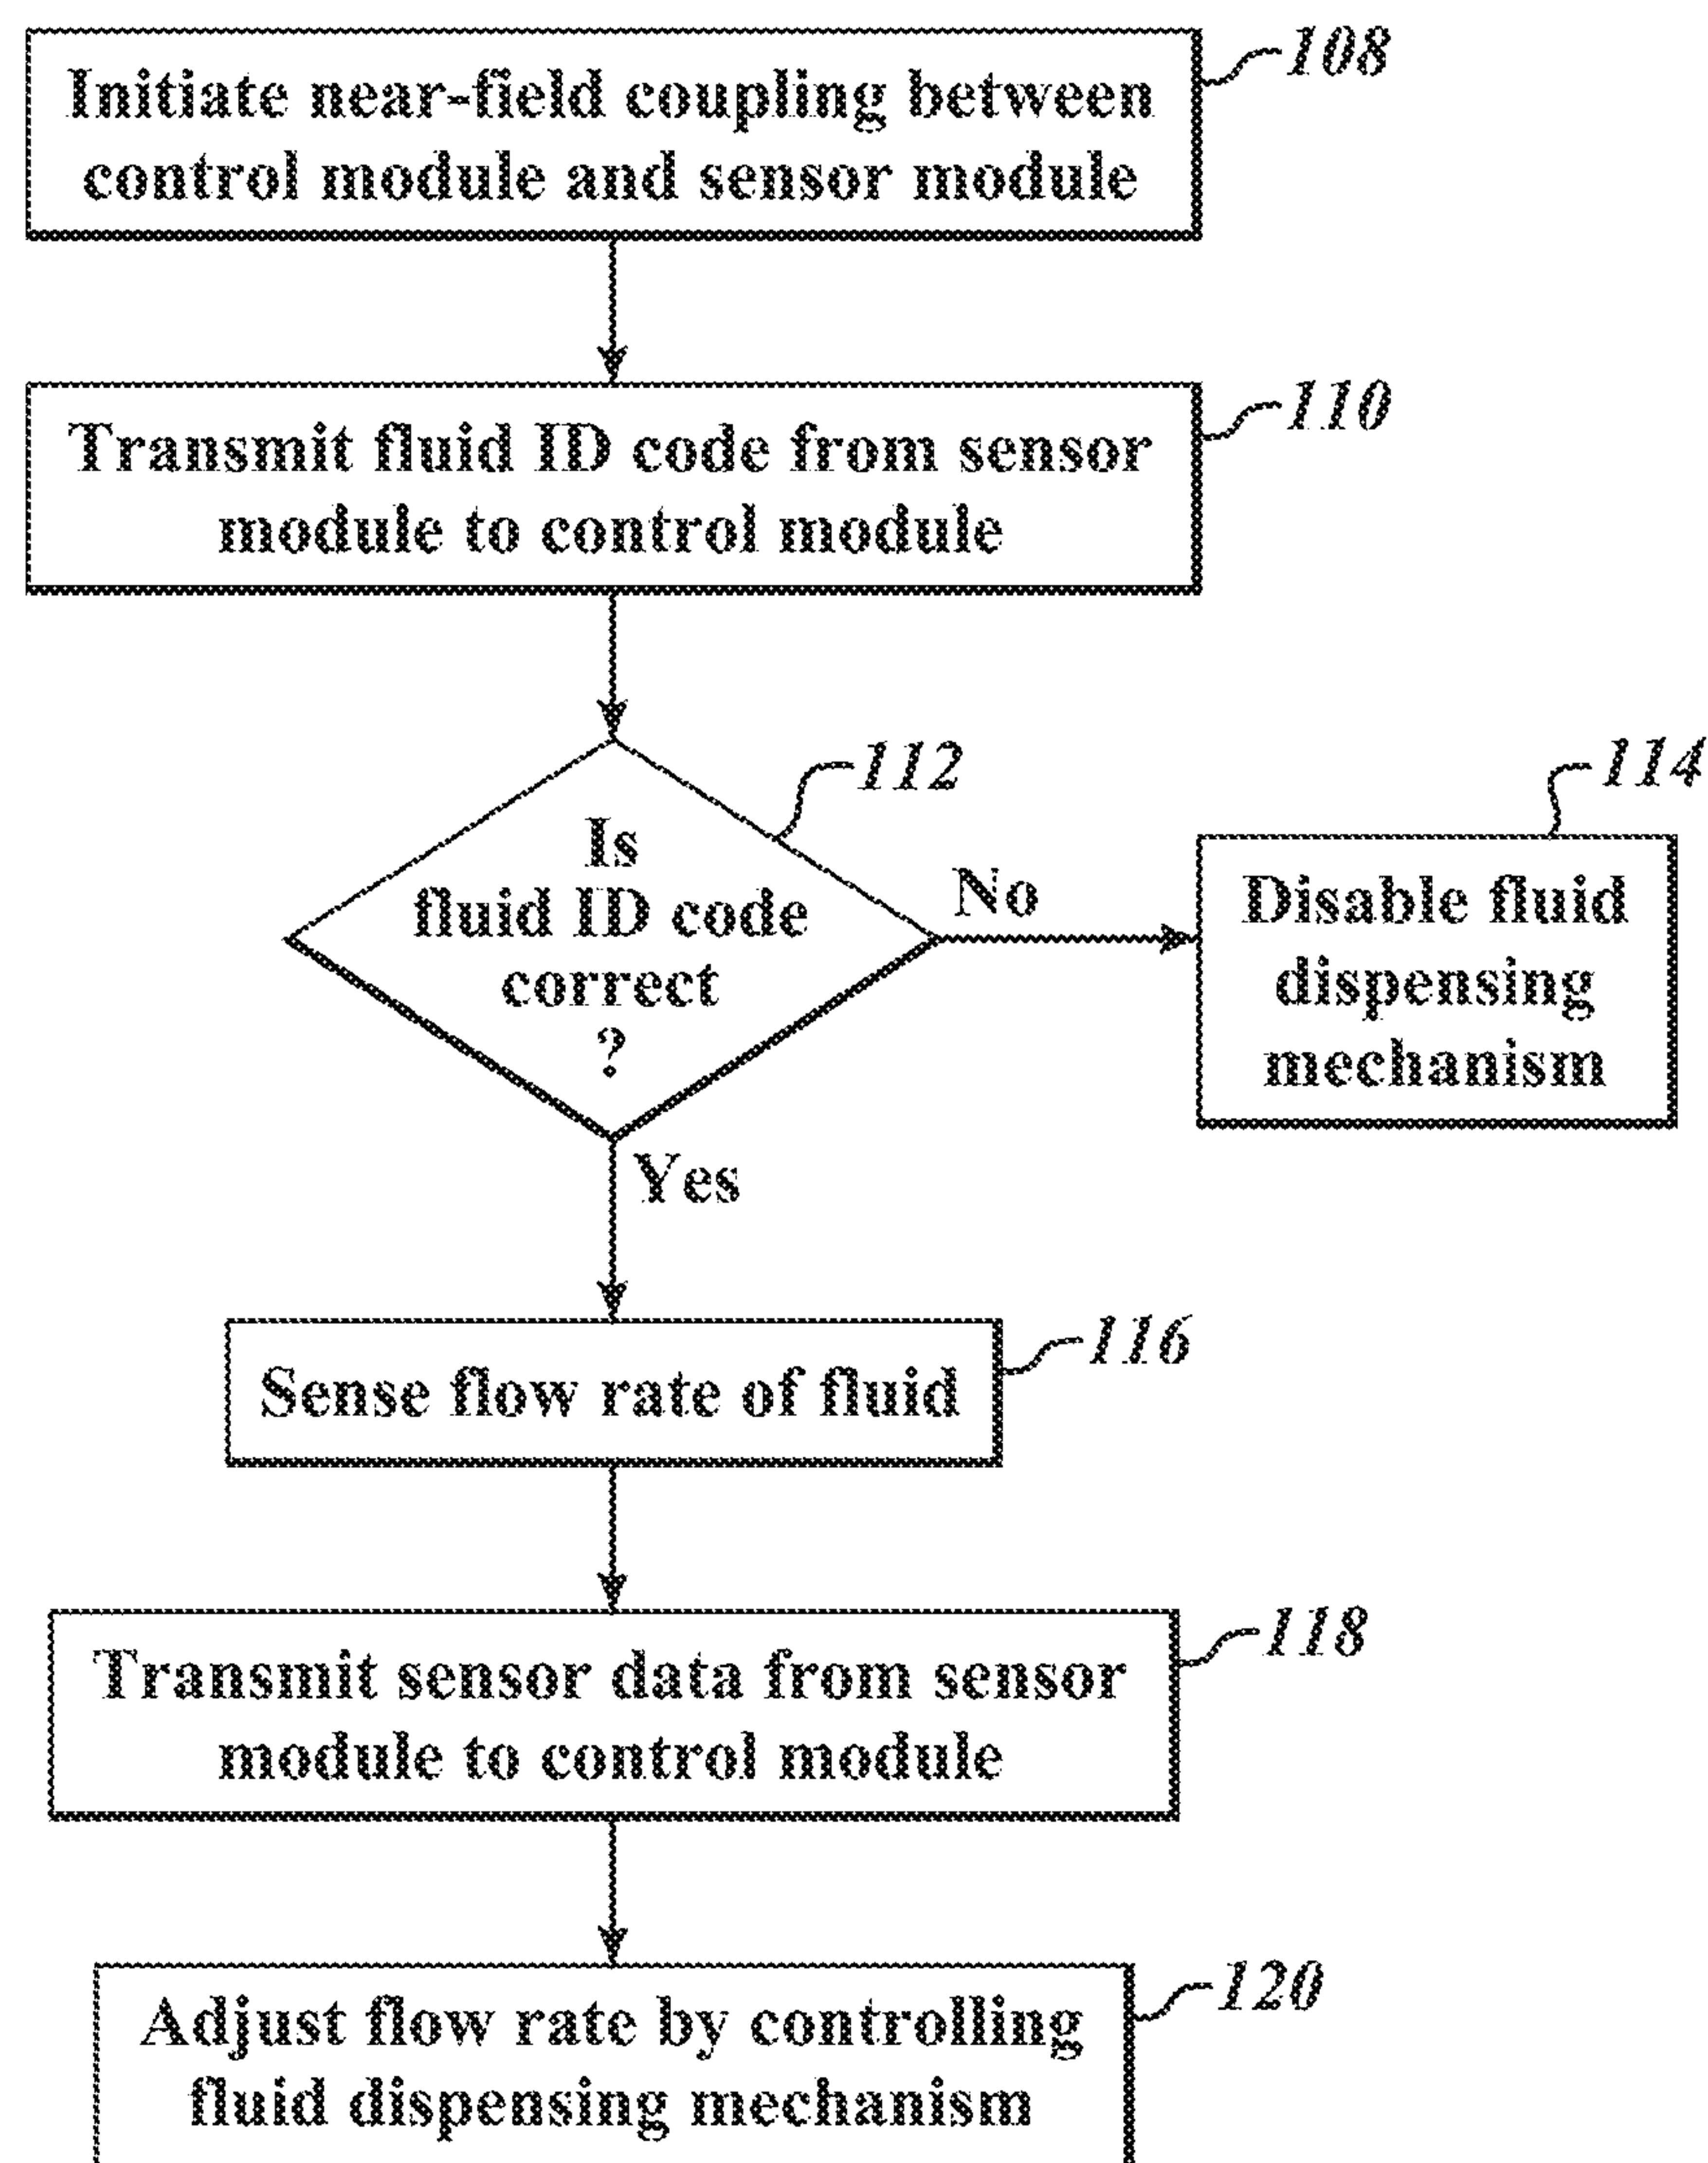 Initiate near-field coupling between
control module and sensor module
108
Transmit fluid ID code from sensor
module to control module
110
Is
fluid ID code
correct
?
112
No
Disable fluid
dispensing
mechanism
114
Yes
Sense flow rate of fluid
116
Transmit sensor data from sensor
module to control module
118
Adjust flow rate by controlling
fluid dispensing mechanism
120